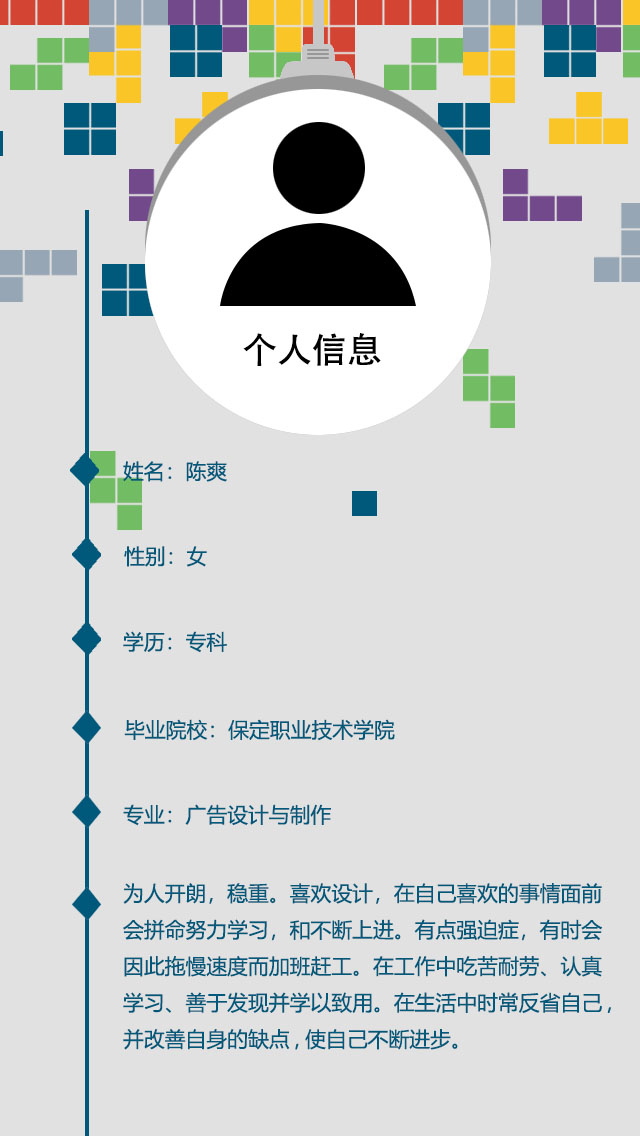 个人信息
姓名：陈爽
性别：女
学历：专科
毕业院校：保定职业技术学院
专业：广告设计与制作
为人开朗，稳重。喜欢设计，在自己喜欢的事情面前
会拼命努力学习，和不断上进。有点强迫症，有时会
因此拖慢速度而加班赶工。在工作中吃苦耐劳、认真
学习、善于发现并学以致用。在生活中时常反省自己，
并改善自身的缺点，使自己不断进步。